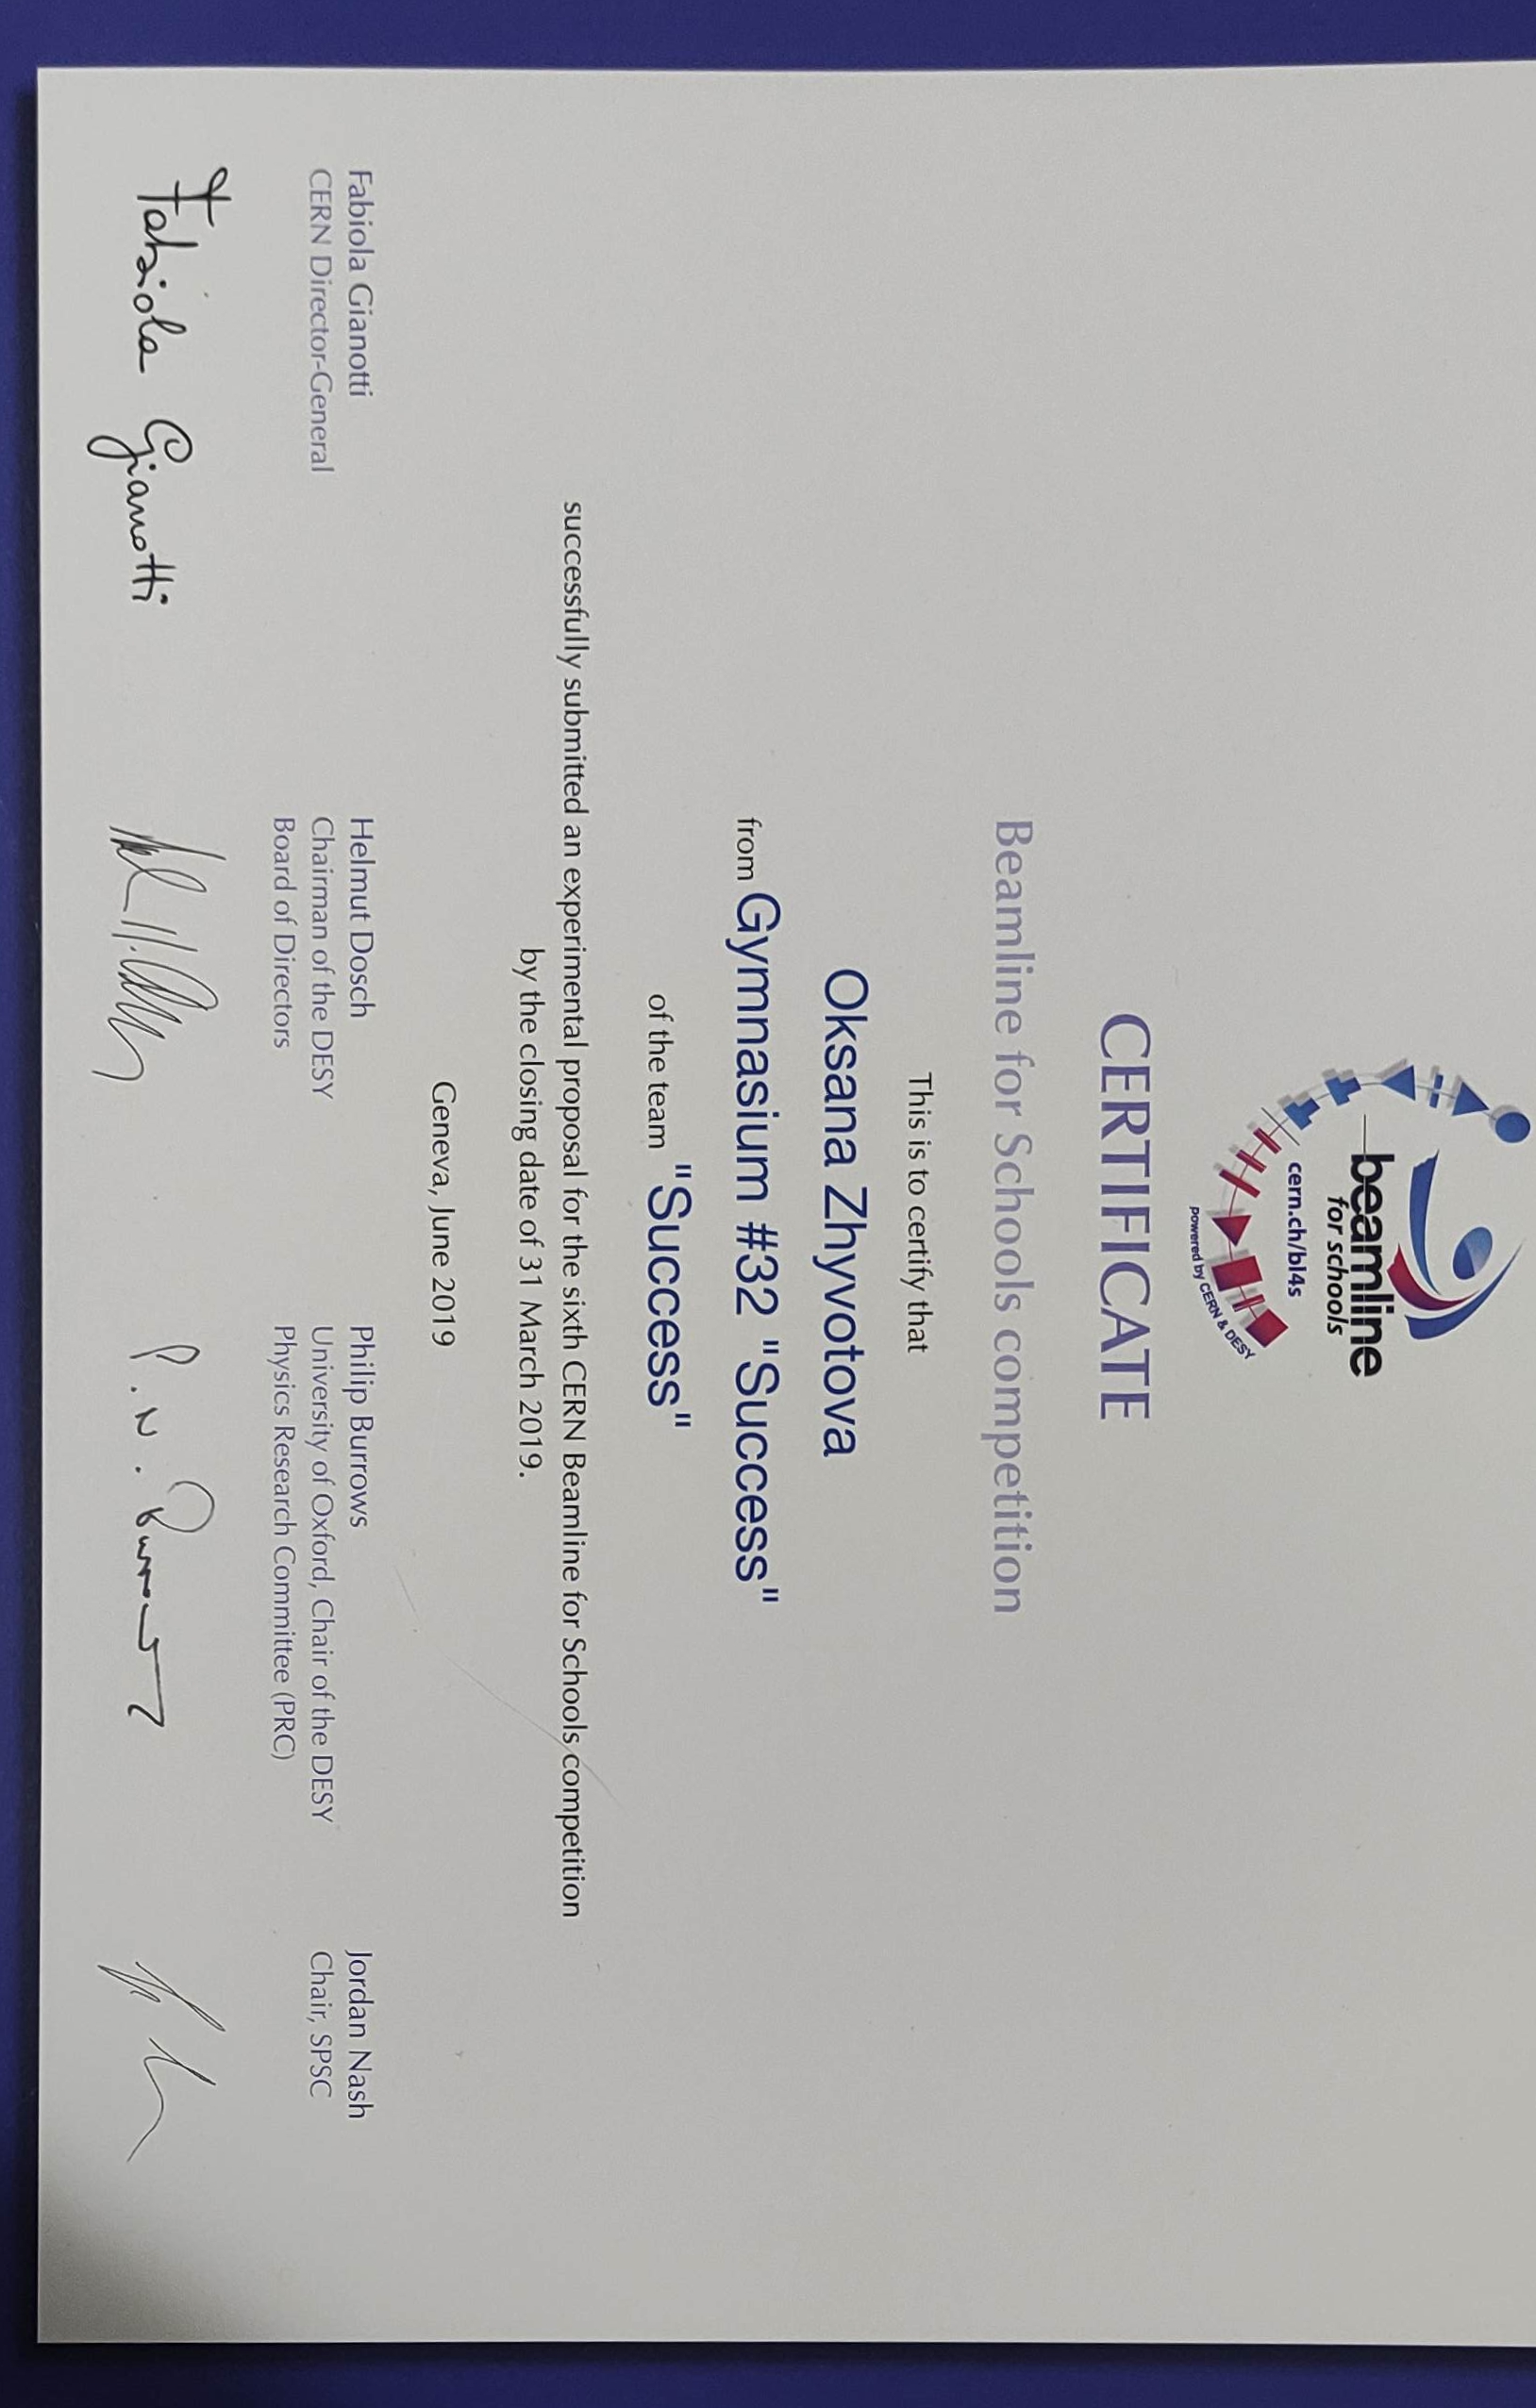 beamline
for schools
cern.ch/bl4s
powered by CERN & DESY
CERTIFICATE
Beamline for Schools competition
This is to certify that
Oksana Zhyvotova
from Gymnasium #32 "Success"
of the team "Success"
successfully submitted an experimental proposal for the sixth CERN Beamline for Schools competition
by the closing date of 31 March 2019.
Geneva, June 2019
Fabiola Gianotti
CERN Director-General
Fabiola Gianotti
Helmut Dosch
Chairman of the DESY
Board of Directors
Philip Burrows
University of Oxford, Chair of the DESY
Physics Research Committee (PRC)
P. N. Burrows
Jordan Nash
Chair, SPSC